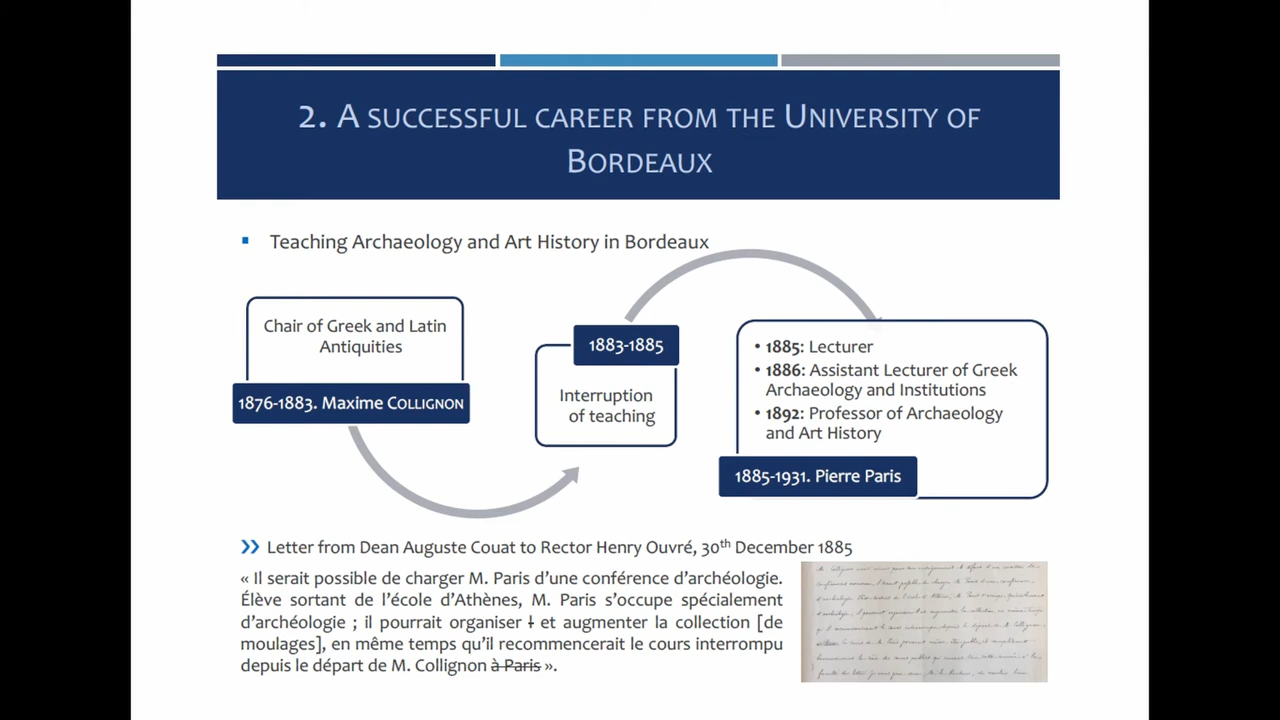 2. A SUCCESSFUL CAREER FROM THE UNIVERSITY OF
BORDEAUX
Teaching Archaeology and Art History in Bordeaux
Chair of Greek and Latin
Antiquities
1876-1883. Maxime COLLIGNON
1883-1885
Interruption
of teaching
• 1885: Lecturer
• 1886: Assistant Lecturer of Greek
Archaeology and Institutions
• 1892: Professor of Archaeology
and Art History
1885-1931. Pierre Paris
Letter from Dean Auguste Couat to Rector Henry Ouvré, 30th December 1885
« Il serait possible de charger M. Paris d’une conférence d’archéologie.
Élève sortant de l’école d’Athènes, M. Paris s’occupe spécialement
d’archéologie ; il pourrait organiser l et augmenter la collection [de
moulages], en même temps qu’il recommencerait le cours interrompu
depuis le départ de M. Collignon à Paris ».